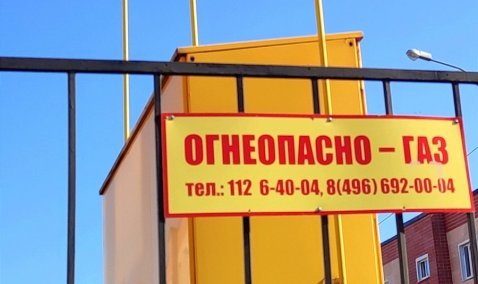 ОГНЕОПАСНО – ГАЗ
тел.: 112 6-40-04, 8(496) 692-00-04